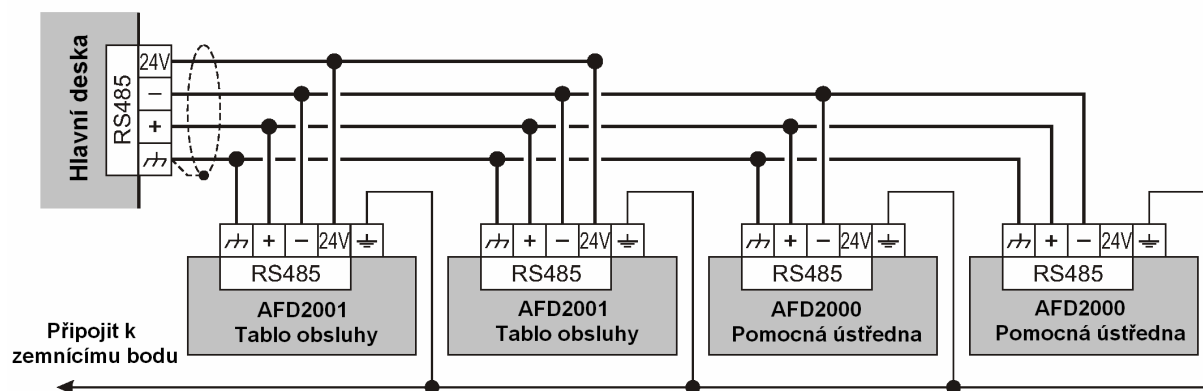 Hlavní deska
RS485
24V
−
+
+ − 24V
RS485
AFD2001
Tablo obsluhy
+ − 24V
RS485
AFD2001
Tablo obsluhy
+ − 24V
RS485
AFD2000
Pomocná ústředna
+ − 24V
RS485
AFD2000
Pomocná ústředna
Připojit k
zemnícímu bodu